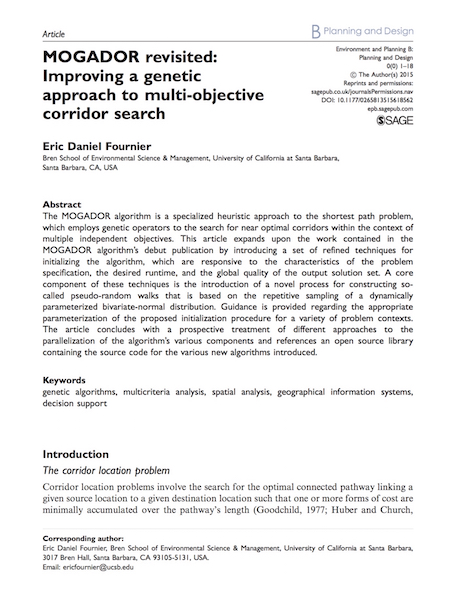 Article
B Planning and Design
MOGADOR revisited:
Improving a genetic
approach to multi-objective
corridor search
Environment and Planning B:
Planning and Design
0(0) 1–18
© The Author(s) 2015
Reprints and permissions:
sagepub.co.uk/journalsPermissions.nav
DOI: 10.1177/0265813515618562
epb.sagepub.com
SAGE
Eric Daniel Fournier
Bren School of Environmental Science & Management, University of California at Santa Barbara,
Santa Barbara, CA, USA
Abstract
The MOGADOR algorithm is a specialized heuristic approach to the shortest path problem,
which employs genetic operators to the search for near optimal corridors within the context of
multiple independent objectives. This article expands upon the work contained in the
MOGADOR algorithm's debut publication by introducing a set of refined techniques for
initializing the algorithm, which are responsive to the characteristics of the problem
specification, the desired runtime, and the global quality of the output solution set. A core
component of these techniques is the introduction of a novel process for constructing so-
called pseudo-random walks that is based on the repetitive sampling of a dynamically
parameterized bivariate-normal distribution. Guidance is provided regarding the appropriate
parameterization of the proposed initialization procedure for a variety of problem contexts.
The article concludes with a prospective treatment of different approaches to the
parallelization of the algorithm's various components and references an open source library
containing the source code for the various new algorithms introduced.
Keywords
genetic algorithms, multicriteria analysis, spatial analysis, geographical information systems,
decision support
Introduction
The corridor location problem
Corridor location problems involve the search for the optimal connected pathway linking a
given source location to a given destination location such that one or more forms of cost are
minimally accumulated over the pathway's length (Goodchild, 1977; Huber and Church,
Corresponding author:
Eric Daniel Fournier, Bren School of Environmental Science & Management, University of California at Santa Barbara,
3017 Bren Hall, Santa Barbara, CA 93105-5131, USA.
Email: ericfournier@ucsb.edu